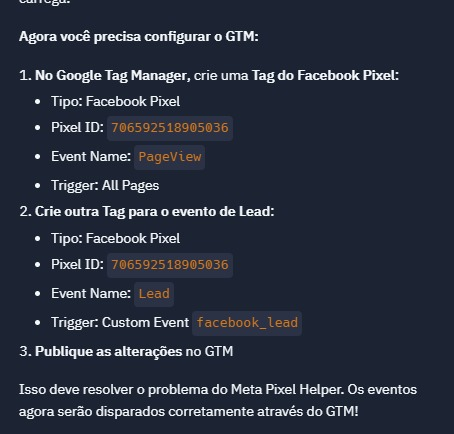 Agora você precisa configurar o GTM:
1. No Google Tag Manager, crie uma Tag do Facebook Pixel:
• Tipo: Facebook Pixel
• Pixel ID: 706592518905036
• Event Name: PageView
• Trigger: All Pages
2. Crie outra Tag para o evento de Lead:
• Tipo: Facebook Pixel
• Pixel ID: 706592518905036
• Event Name: Lead
• Trigger: Custom Event facebook_lead
3. Publique as alterações no GTM
Isso deve resolver o problema do Meta Pixel Helper. Os eventos
agora serão disparados corretamente através do GTM!